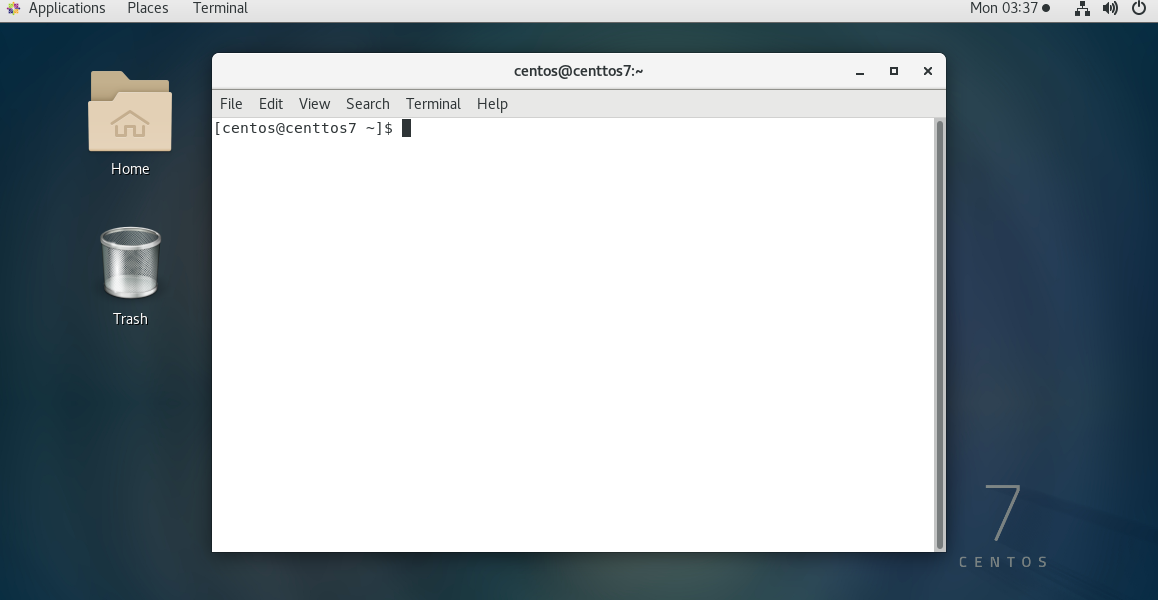 Applications Places Terminal Mon 03:37
centos@centtos7:~
File Edit View Search Terminal Help
[centos@centtos7 ~]$
Home
Trash
7
CENTOS